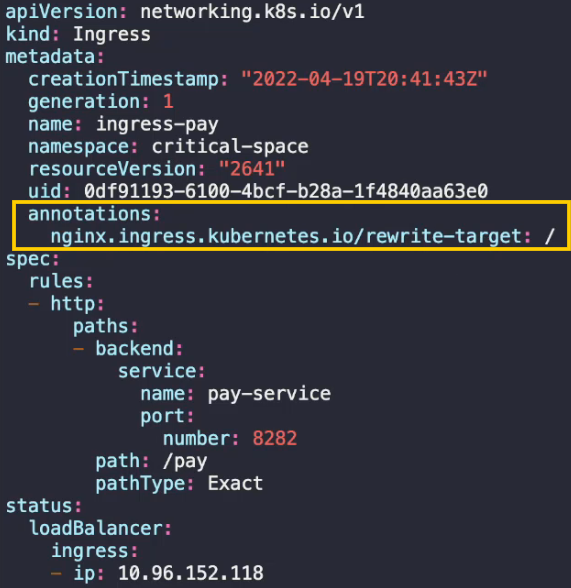 apiVersion: networking.k8s.io/v1
kind: Ingress
metadata:
  creationTimestamp: "2022-04-19T20:41:43Z"
  generation: 1
  name: ingress-pay
  namespace: critical-space
  resourceVersion: "2641"
  uid: 0df91193-6100-4bcf-b28a-1f4840aa63e0
  annotations:
    nginx.ingress.kubernetes.io/rewrite-target: /
spec:
  rules:
  - http:
      paths:
      - backend:
          service:
            name: pay-service
            port:
              number: 8282
        path: /pay
        pathType: Exact
status:
  loadBalancer:
    ingress:
    - ip: 10.96.152.118